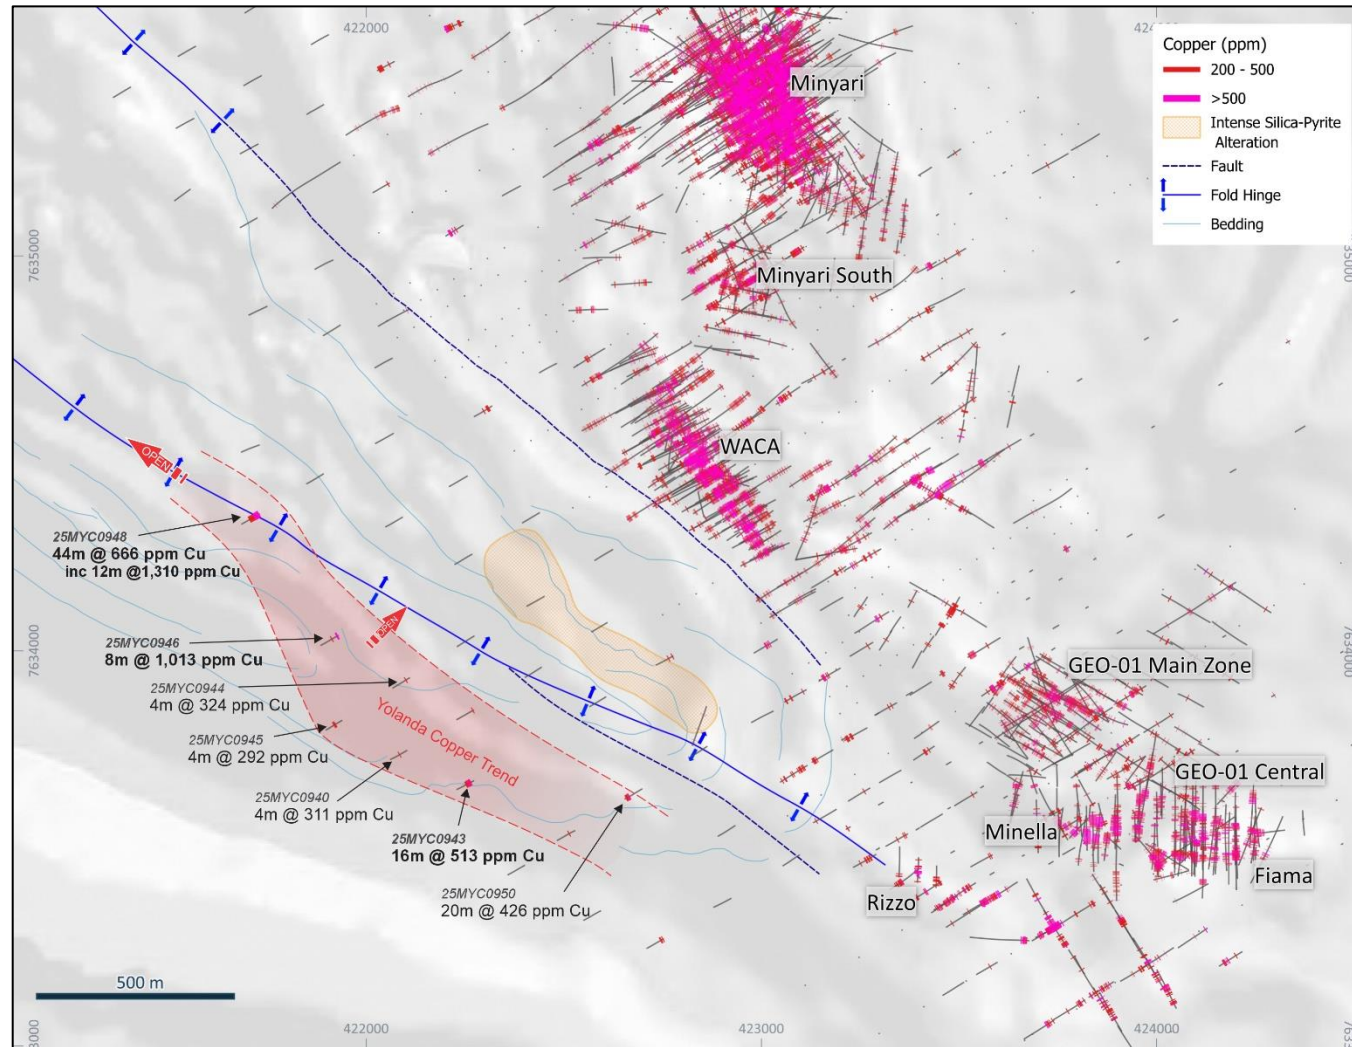 422000
424000
Copper (ppm)
200 - 500
>500
Intense Silica-Pyrite
Alteration
Fault
Fold Hinge
Bedding
Minyari
7635000
Minyari South
WACA
OPEN
25MYC0948
44m @ 666 ppm Cu
inc 12m @1,310 ppm Cu
OPEN
25MYC0946
8m @ 1,013 ppm Cu
7634000
7634000
25MYC0944
4m @ 324 ppm Cu
GEO-01 Main Zone
Yolanda Copper Trend
25MYC0945
4m @ 292 ppm Cu
GEO-01 Central
25MYC0940
4m @ 311 ppm Cu
Minella
25MYC0943
16m @ 513 ppm Cu
Fiama
25MYC0950
20m @ 426 ppm Cu
Rizzo
500 m
422000
423000
424000